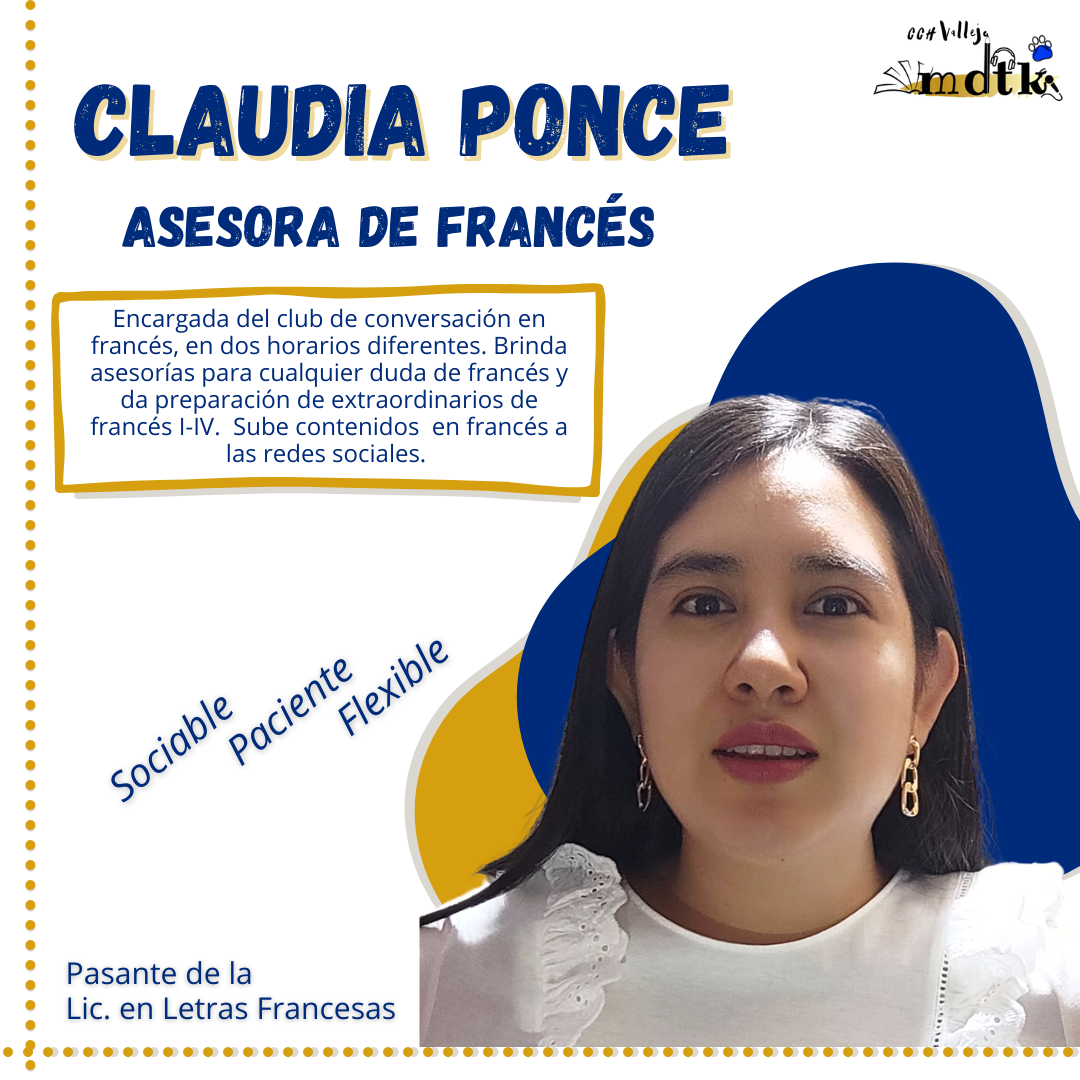 CCH Vallejo
mdtk
CLAUDIA PONCE
ASESORA DE FRANCÉS
Encargada del club de conversación en
francés, en dos horarios diferentes. Brinda
asesorías para cualquier duda de francés y
da preparación de extraordinarios de
francés I-IV.  Sube contenidos  en francés a
las redes sociales.
Sociable
Paciente
Flexible
Pasante de la
Lic. en Letras Francesas